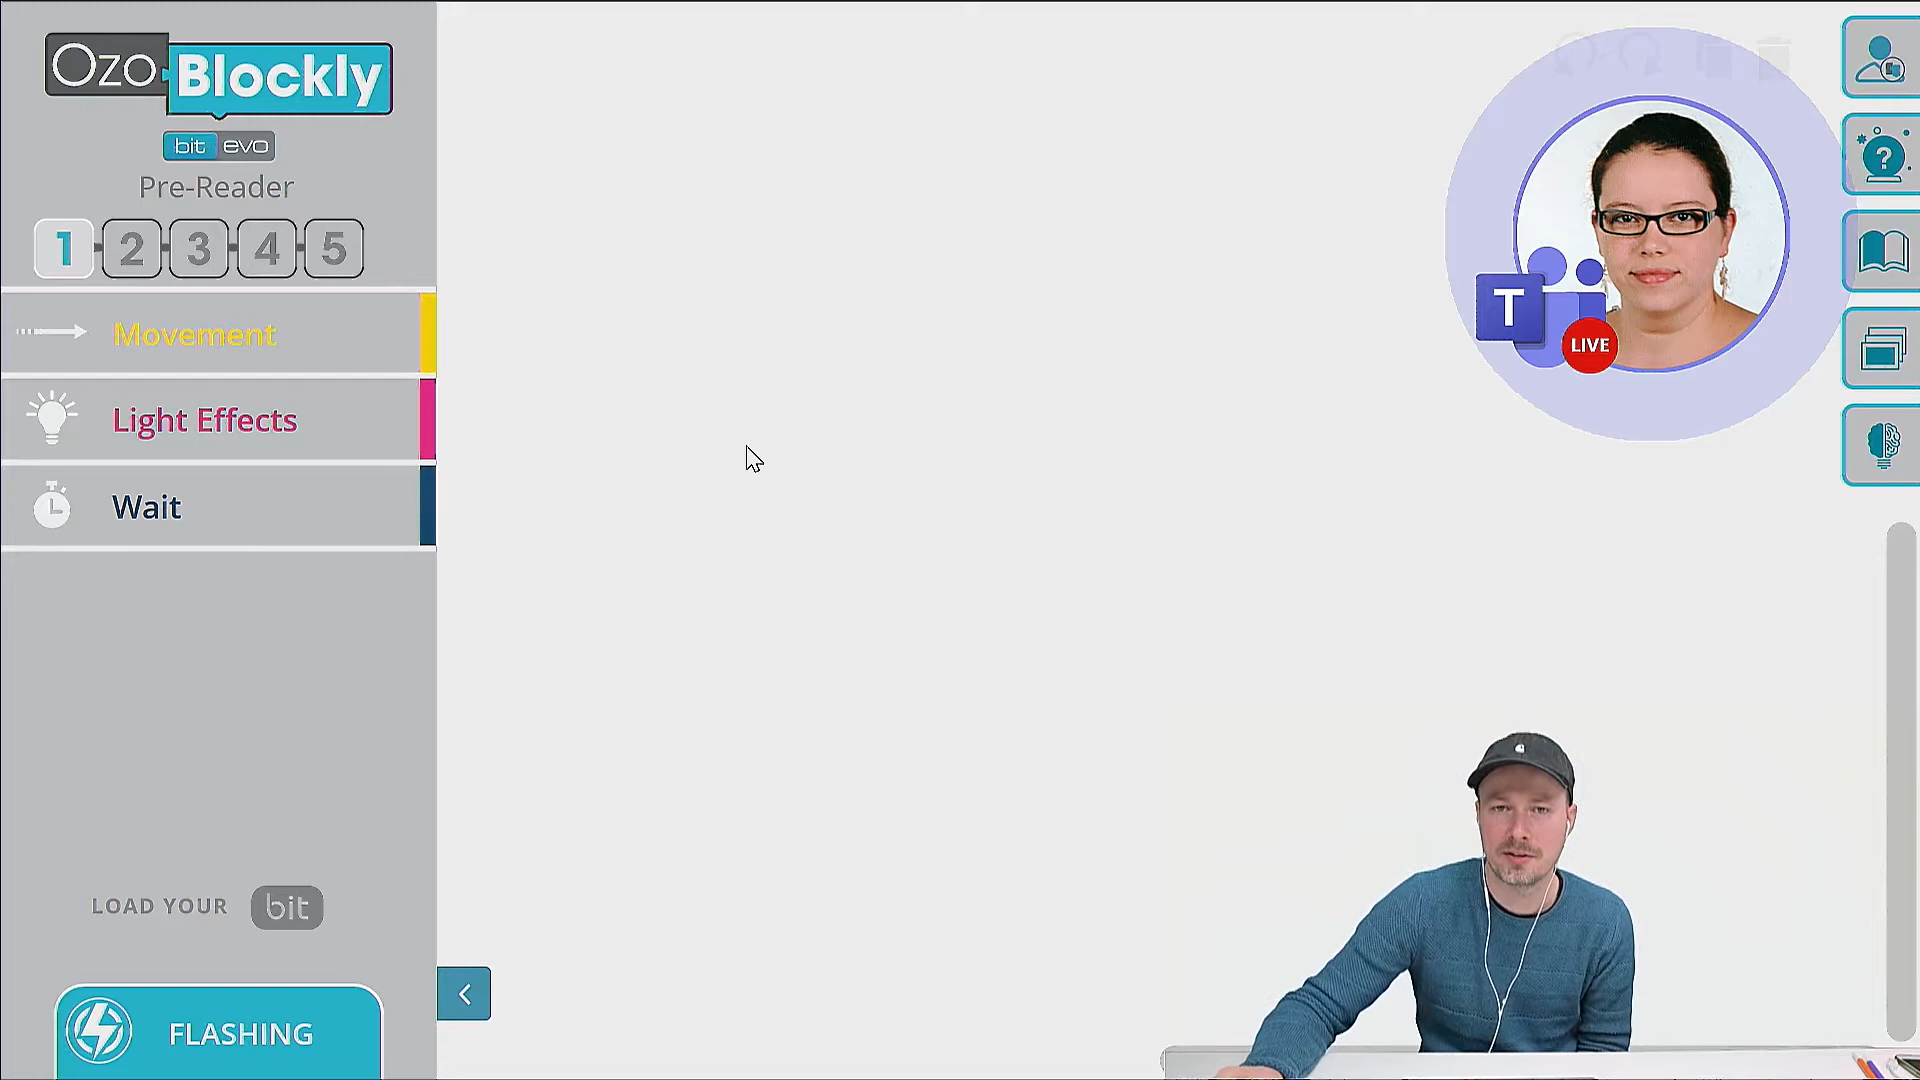 Ozo Blockly
bit evo
Pre-Reader
1 2 3 4 5
Movement
Light Effects
Wait
LOAD YOUR bit
FLASHING
?
T
LIVE